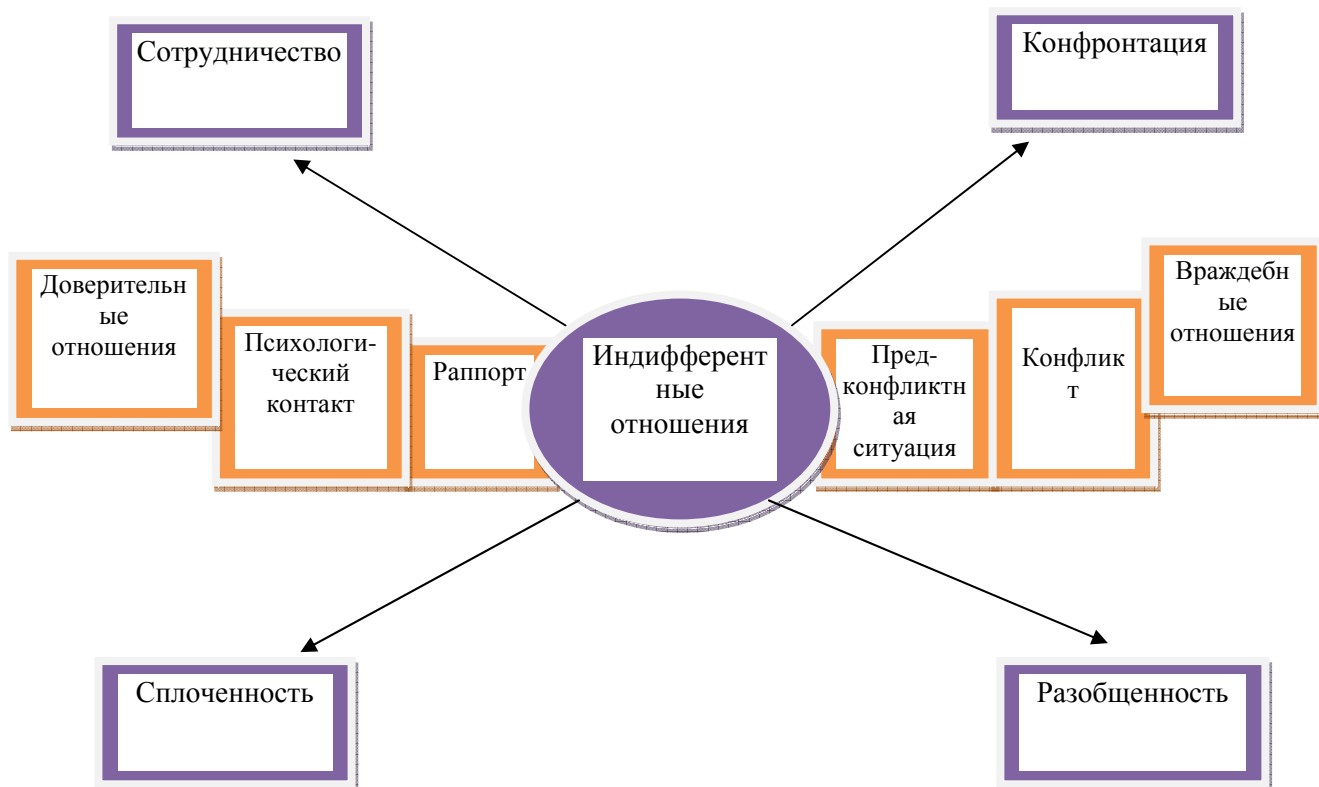 Сотрудничество
Конфронтация
Доверительн
ые
отношения
Психологи-
ческий
контакт
Раппорт
Индифферент
ные
отношения
Пред-
конфликтн
ая
ситуация
Конфлик
т
Враждебн
ые
отношения
Сплоченность
Разобщенность